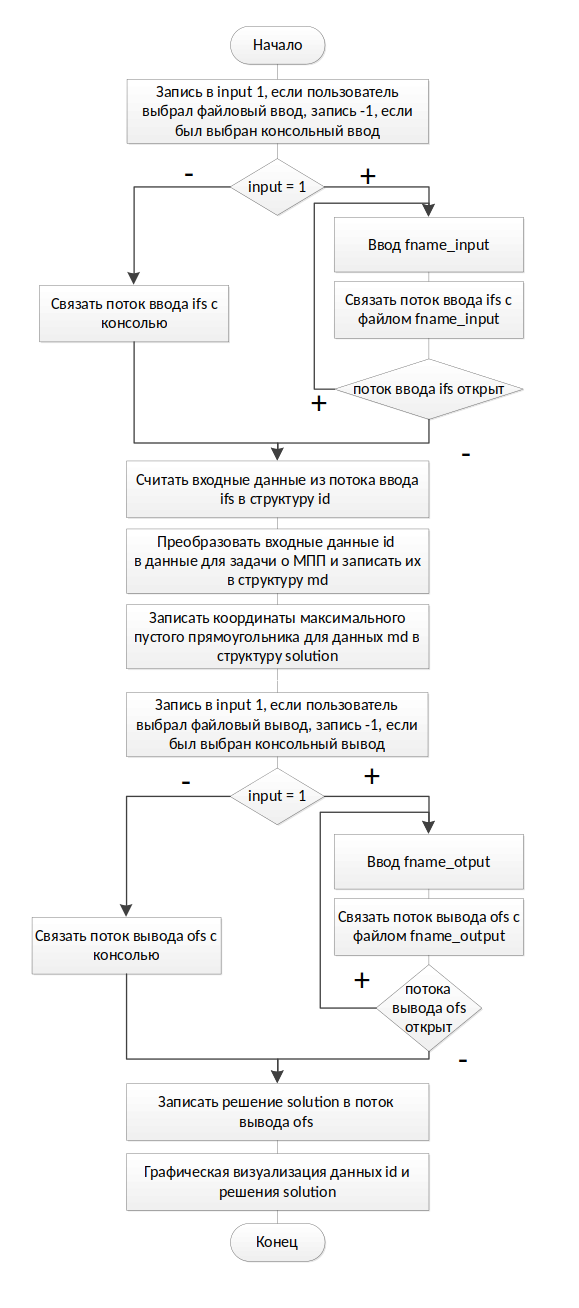 Начало
Запись в input 1, если пользователь
выбрал файловый ввод, запись -1, если
был выбран консольный ввод
-
+
input = 1
Ввод fname_input
Связать поток ввода ifs с
консолью
Связать поток ввода ifs с
файлом fname_input
поток ввода ifs открыт
+
-
Считать входные данные из потока ввода
ifs в структуру id
Преобразовать входные данные id
в данные для задачи о МПП и записать их
в структуру md
Записать координаты максимального
пустого прямоугольника для данных md в
структуру solution
Запись в input 1, если пользователь
выбрал файловый вывод, запись -1, если
был выбран консольный вывод
-
+
input = 1
Ввод fname_otput
Связать поток вывода ofs с
консолью
Связать поток вывода ofs с
файлом fname_output
+
потока
вывода ofs
открыт
-
Записать решение solution в поток
вывода ofs
Графическая визуализация данных id и
решения solution
Конец